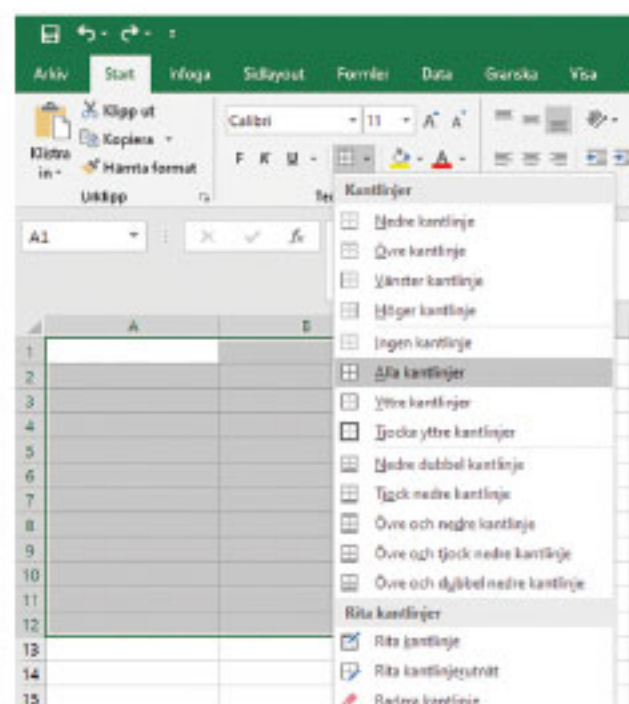 Arkiv Start Infoga Sidlayout Formler Data Granska Visa
Klistra in
Klipp ut
Kopiera
Hämta format
Urklipp
Calibri 11 A A
F K U A
Te
A1 fx
A B
Kantlinjer
Nedre kantlinje
Övre kantlinje
Vänster kantlinje
Höger kantlinje
Ingen kantlinje
Alla kantlinjer
Yttre kantlinjer
Tjocka yttre kantlinjer
Nedre dubbel kantlinje
Tjock nedre kantlinje
Övre och nedre kantlinje
Övre och tjock nedre kantlinje
Övre och dubbel nedre kantlinje
Rita kantlinjer
Rita kantlinje
Rita kantlinjerutnät
Radera kantlinje
1
2
3
4
5
6
7
8
9
10
11
12
13
14
15